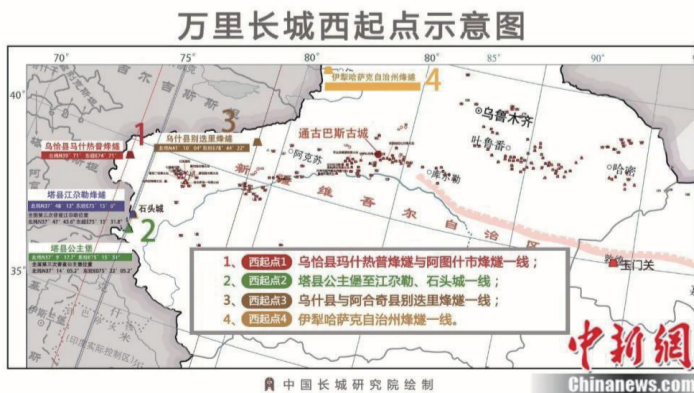 万里长城西起点示意图
70°
75°
80°
80°
85°
90°
40°
35°
吉尔吉斯斯
1
2
3
4
伊犁哈萨克自治州烽燧
乌什县别迭里烽燧
乌恰县马什热普烽燧
通古巴斯古城
乌鲁木齐
吐鲁番
哈密
阿克苏
库尔勒
新疆维吾尔自治区
塔县江尕勒烽燧
石头城
塔县公主堡
玉门关
1、西起点1 乌恰县玛什热普烽燧与阿图什市烽燧一线；
2、西起点2 塔县公主堡至江尕勒、石头城一线；
3、西起点3 乌什县与阿合奇县别迭里烽燧一线；
4、西起点4 伊犁哈萨克自治州烽燧一线。
中国长城研究院绘制
中新网
Chinanews.com